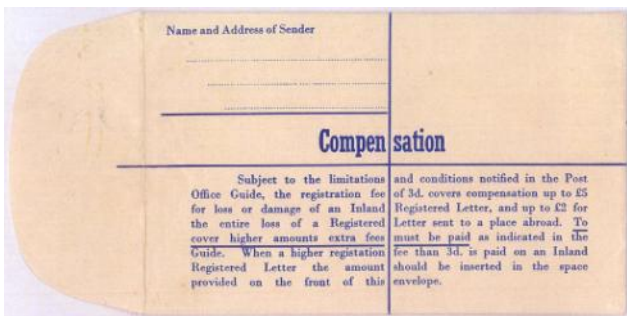 Name and Address of Sender
Compensation
Subject to the limitations and conditions notified in the Post
Office Guide, the registration fee of 3d. covers compensation up to £5
for loss or damage of an Inland Registered Letter, and up to £2 for
the entire loss of a Registered Letter sent to a place abroad. To
cover higher amounts extra fees must be paid as indicated in the
Guide. When a higher registation fee than 3d. is paid on an Inland
Registered Letter the amount should be inserted in the space
provided on the front of this envelope.